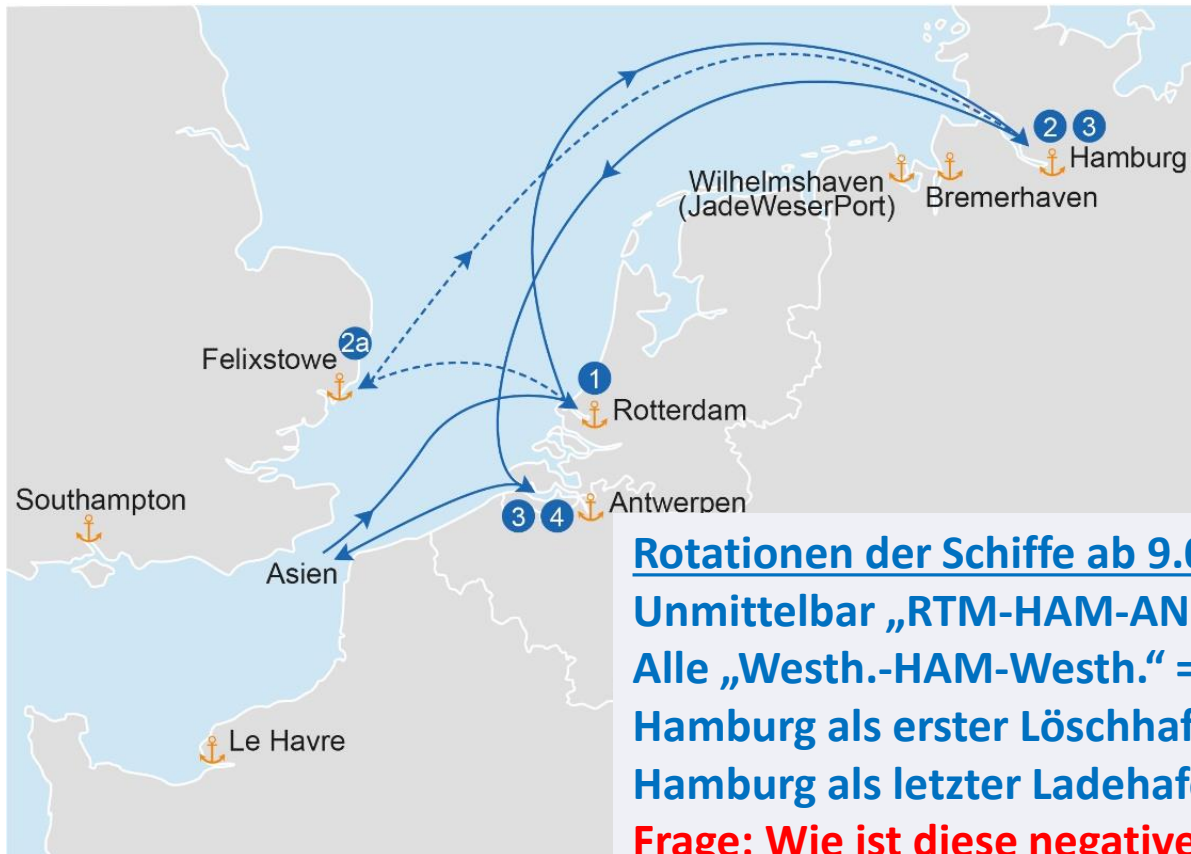 2 3
Hamburg
Wilhelmshaven
(JadeWeserPort)
Bremerhaven
2a
Felixstowe
1
Rotterdam
Southampton
3 4
Antwerpen
Asien
Le Havre
Rotationen der Schiffe ab 9.
Unmittelbar „RTM-HAM-AN
Alle „Westh.-HAM-Westh.“ =
Hamburg als erster Löschhaf
Hamburg als letzter Ladehaf
Frage: Wie ist diese negative